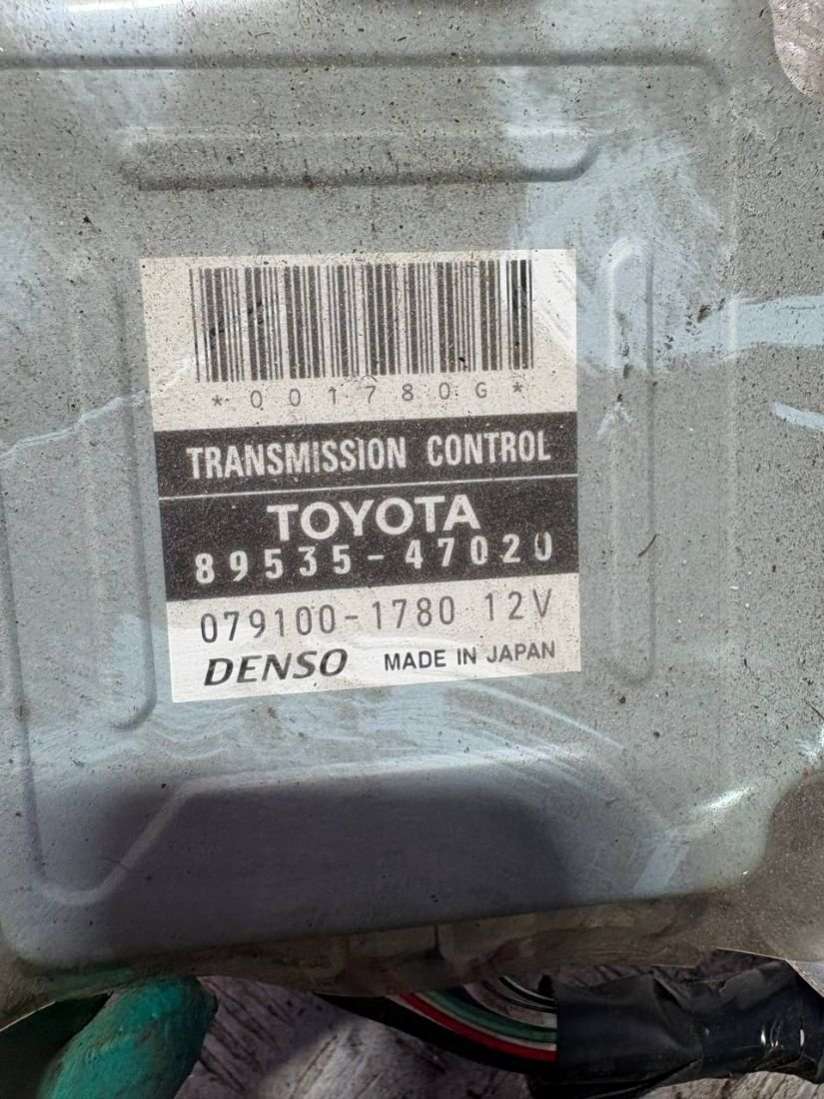 *001780G*
TRANSMISSION CONTROL
TOYOTA
89535-47020
079100-1780 12V
DENSO MADE IN JAPAN